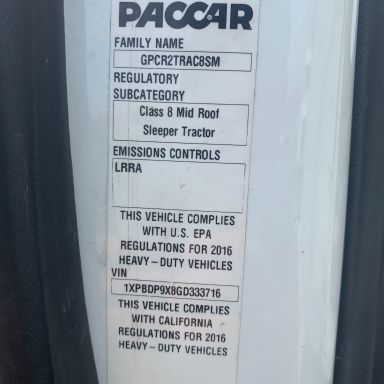 PACCAR
FAMILY NAME
GPCR2TRAC8SM
REGULATORY
SUBCATEGORY
Class 8 Mid Roof
Sleeper Tractor
EMISSIONS CONTROLS
LRRA
THIS VEHICLE COMPLIES
WITH U.S. EPA
REGULATIONS FOR 2016
HEAVY-DUTY VEHICLES
VIN
1XPBDP9X8GD333716
THIS VEHICLE COMPLIES
WITH CALIFORNIA
REGULATIONS FOR 2016
HEAVY-DUTY VEHICLES